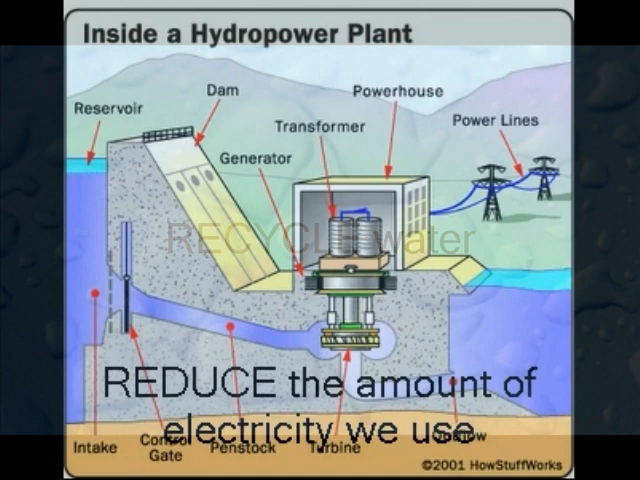 Inside a Hydropower Plant
Dam
Powerhouse
Reservoir
Transformer
Power Lines
Generator
RECYCLE water
REDUCE the amount of
electricity we use
Intake
Control
Gate
Penstock
Turbine
©2001 HowStuffWorks